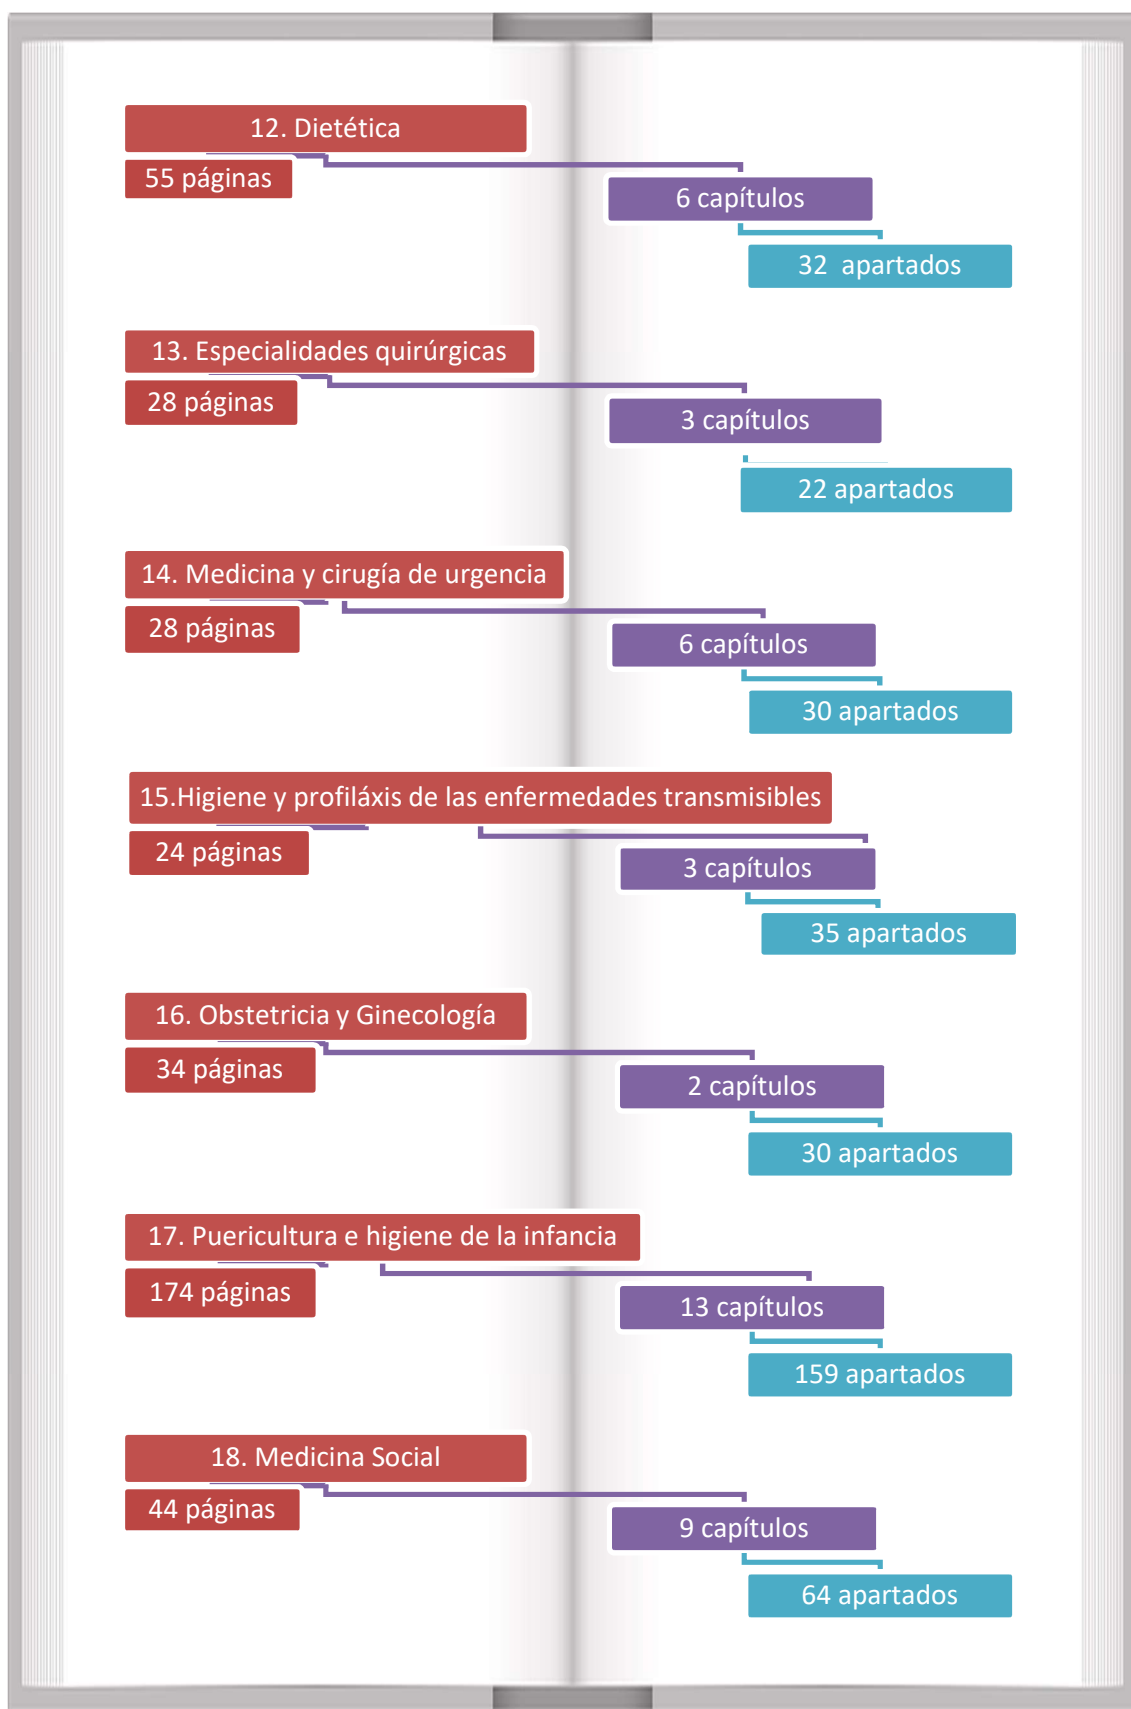 12. Dietética
55 páginas
6 capítulos
32 apartados
13. Especialidades quirúrgicas
28 páginas
3 capítulos
22 apartados
14. Medicina y cirugía de urgencia
28 páginas
6 capítulos
30 apartados
15.Higiene y profiláxis de las enfermedades transmisibles
24 páginas
3 capítulos
35 apartados
16. Obstetricia y Ginecología
34 páginas
2 capítulos
30 apartados
17. Puericultura e higiene de la infancia
174 páginas
13 capítulos
159 apartados
18. Medicina Social
44 páginas
9 capítulos
64 apartados